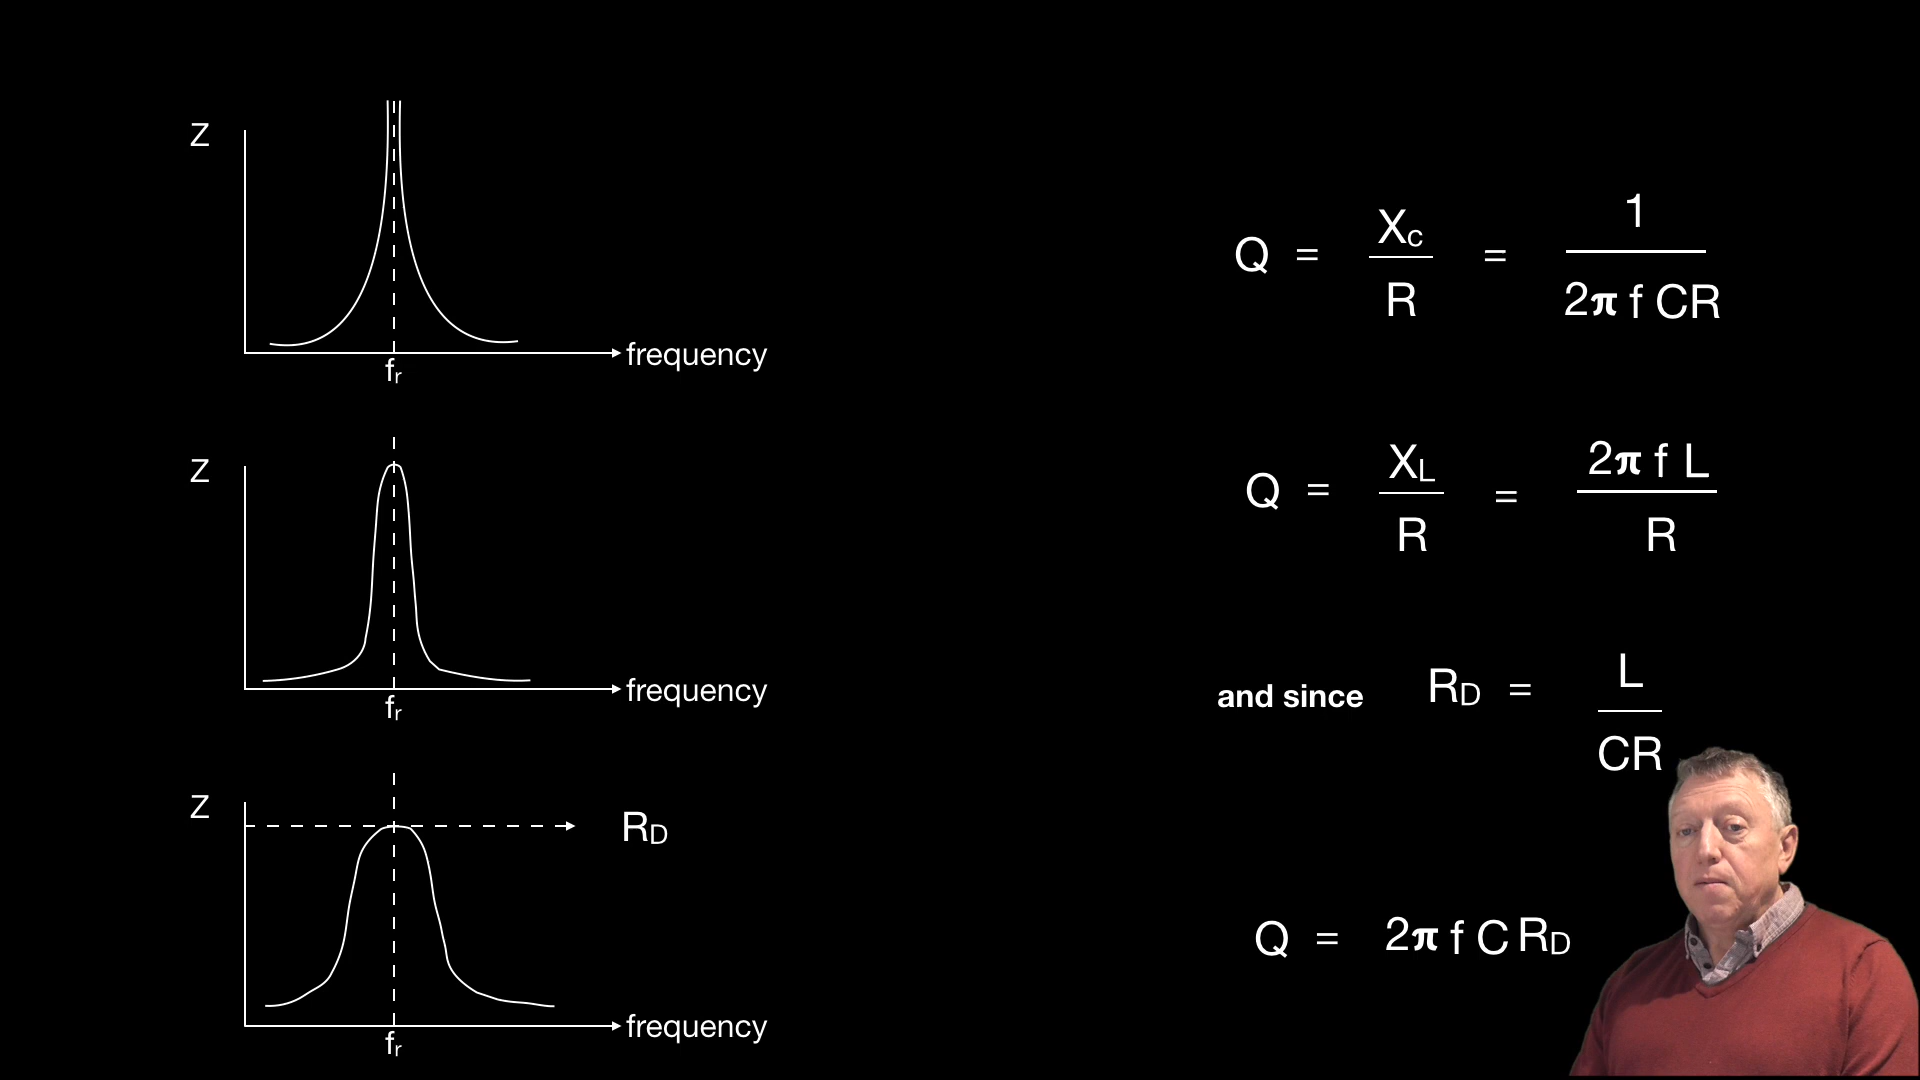 Z
frequency
fr
Z
frequency
fr
Z
RD
frequency
fr
Q = Xc / R = 1 / 2π f CR
Q = XL / R = 2π f L / R
and since RD = L / CR
Q = 2π f C RD